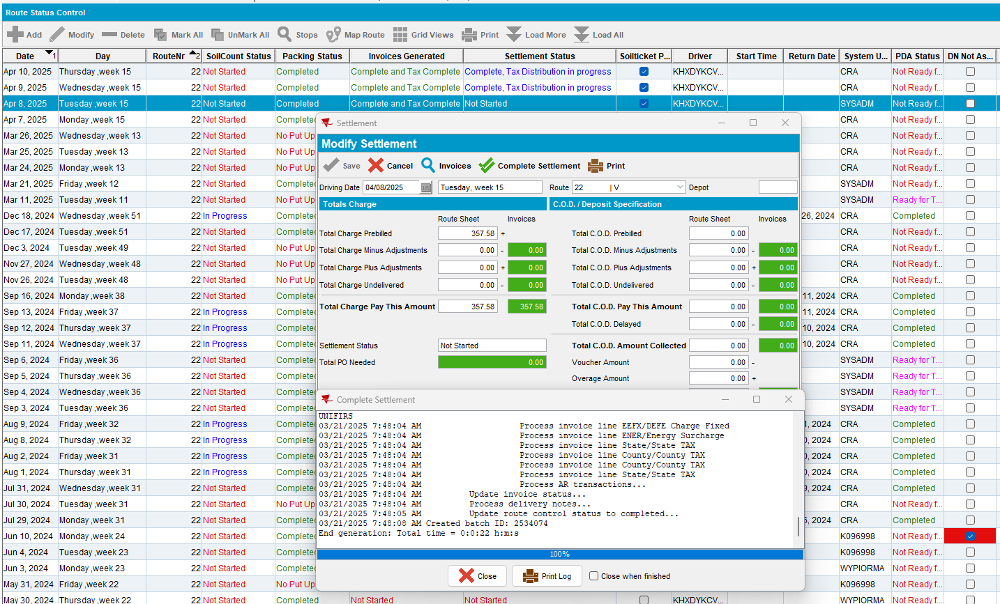 Route Status Control
Add Modify Delete Mark All UnMark All Stops Map Route Grid Views Print Load More Load All
Date 1 Day RouteNr 2 SoilCount Status Packing Status Invoices Generated Settlement Status Soilticket P... Driver Start Time Return Date System U... PDA Status DN Not As...
Apr 10, 2025 Thursday ,week 15 22 Not Started Completed Complete and Tax Complete Complete, Tax Distribution in progress KHXDYKCV... CRA Not Ready f...
Apr 9, 2025 Wednesday ,week 15 22 Not Started Completed Complete and Tax Complete Complete, Tax Distribution in progress KHXDYKCV... CRA Not Ready f...
Apr 8, 2025 Tuesday ,week 15 22 Not Started Completed Complete and Tax Complete Not Started KHXDYKCV... SYSADM Not Ready f...
Apr 7, 2025 Monday ,week 15 22 Not Started Complete CRA Not Ready f...
Mar 26, 2025 Wednesday ,week 13 22 Not Started No Put Up CRA Not Ready f...
Mar 25, 2025 Tuesday ,week 13 22 Not Started No Put Up CRA Not Ready f...
Mar 24, 2025 Monday ,week 13 22 Not Started No Put Up CRA Not Ready f...
Mar 21, 2025 Friday ,week 12 22 Not Started Complete SYSADM Not Ready f...
Mar 11, 2025 Tuesday ,week 11 22 Not Started No Put Up SYSADM Ready for T...
Dec 18, 2024 Wednesday ,week 51 22 In Progress Complete 26, 2024 CRA Completed
Dec 17, 2024 Tuesday ,week 51 22 Not Started Complete CRA Not Ready f...
Dec 3, 2024 Tuesday ,week 49 22 Not Started No Put Up CRA Not Ready f...
Nov 27, 2024 Wednesday ,week 48 22 Not Started No Put Up CRA Not Ready f...
Nov 26, 2024 Tuesday ,week 48 22 Not Started No Put Up CRA Not Ready f...
Sep 16, 2024 Monday ,week 38 22 Not Started Complete 11, 2024 CRA Completed
Sep 13, 2024 Friday ,week 37 22 In Progress Complete 11, 2024 CRA Completed
Sep 12, 2024 Thursday ,week 37 22 In Progress Complete 10, 2024 CRA Completed
Sep 11, 2024 Wednesday ,week 37 22 In Progress Complete 10, 2024 CRA Completed
Sep 6, 2024 Friday ,week 36 22 Not Started Complete SYSADM Ready for T...
Sep 5, 2024 Thursday ,week 36 22 Not Started Complete SYSADM Ready for T...
Sep 4, 2024 Wednesday ,week 36 22 Not Started Complete SYSADM Ready for T...
Sep 3, 2024 Tuesday ,week 36 22 Not Started Complete SYSADM Ready for T...
Aug 9, 2024 Friday ,week 32 22 In Progress Complete 1, 2024 CRA Completed
Aug 8, 2024 Thursday ,week 32 22 In Progress Complete 0, 2024 CRA Completed
Aug 2, 2024 Friday ,week 31 22 In Progress Complete 0, 2024 CRA Completed
Aug 1, 2024 Thursday ,week 31 22 In Progress Complete 0, 2024 CRA Completed
Jul 31, 2024 Wednesday ,week 31 22 Not Started Complete 9, 2024 CRA Completed
Jul 30, 2024 Tuesday ,week 31 22 Not Started No Put Up CRA Not Ready f...
Jul 29, 2024 Monday ,week 31 22 Not Started Complete 6, 2024 CRA Completed
Jun 10, 2024 Monday ,week 24 22 Not Started Complete K096998 Not Ready f...
Jun 4, 2024 Tuesday ,week 23 22 Not Started Complete K096998 Not Ready f...
Jun 3, 2024 Monday ,week 23 22 Not Started Complete WYPIORMA Not Ready f...
May 31, 2024 Friday ,week 22 22 Not Started No Put Up K096998 Not Ready f...
May 30, 2024 Thursday ,week 22 22 Not Started Completed Not Started Not Started KHXDYKCV... WYPIORMA Not Ready f...
Settlement
Modify Settlement
Save Cancel Invoices Complete Settlement Print
Driving Date 04/08/2025 16 Tuesday, week 15 Route 22 | V Depot
Totals Charge C.O.D. / Deposit Specification
Route Sheet Invoices Route Sheet Invoices
Total Charge Prebilled 357.58 + Total C.O.D. Prebilled 0.00
Total Charge Minus Adjustments 0.00 - 0.00 Total C.O.D. Minus Adjustments 0.00 - 0.00
Total Charge Plus Adjustments 0.00 + 0.00 Total C.O.D. Plus Adjustments 0.00 + 0.00
Total Charge Undelivered 0.00 - 0.00 Total C.O.D. Undelivered 0.00 - 0.00
Total Charge Pay This Amount 357.58 357.58 Total C.O.D. Pay This Amount 0.00 0.00
Total C.O.D. Delayed 0.00 - 0.00
Settlement Status Not Started Total C.O.D. Amount Collected 0.00 0.00
Total PO Needed 0.00 Voucher Amount 0.00 -
Overage Amount 0.00 +
Complete Settlement
UNIFIRS
03/21/2025 7:48:04 AM Process invoice line EEFX/DEFE Charge Fixed
03/21/2025 7:48:04 AM Process invoice line ENER/Energy Surcharge
03/21/2025 7:48:04 AM Process invoice line State/State TAX
03/21/2025 7:48:04 AM Process invoice line County/County TAX
03/21/2025 7:48:04 AM Process invoice line County/County TAX
03/21/2025 7:48:04 AM Process invoice line State/State TAX
03/21/2025 7:48:04 AM Process AR transactions...
03/21/2025 7:48:04 AM Update invoice status...
03/21/2025 7:48:04 AM Process delivery notes...
03/21/2025 7:48:05 AM Update route control status to completed...
03/21/2025 7:48:08 AM Created batch ID: 2534074
End generation: Total time = 0:0:22 h:m:s
100%
Close Print Log Close when finished